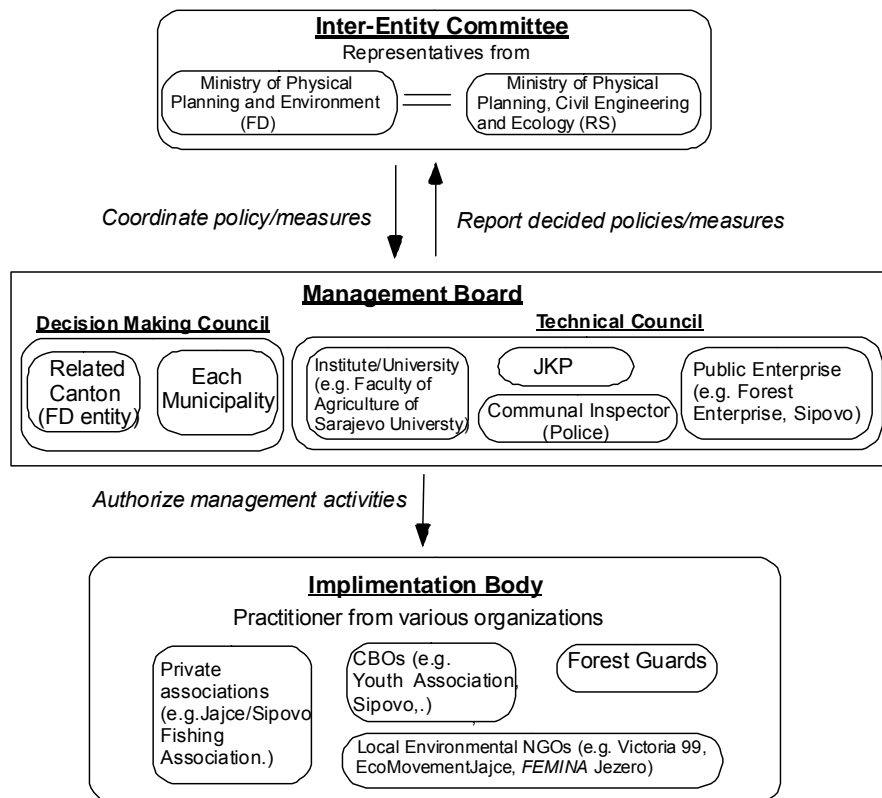 Inter-Entity Committee
Representatives from
Ministry of Physical
Planning and Environment
(FD)
Ministry of Physical
Planning, Civil Engineering
and Ecology (RS)
Coordinate policy/measures
Report decided policies/measures
Management Board
Decision Making Council
Related
Canton
(FD entity)
Each
Municipality
Technical Council
Institute/University
(e.g. Faculty of
Agriculture of
Sarajevo Universty)
JKP
Communal Inspector
(Police)
Public Enterprise
(e.g. Forest
Enterprise, Sipovo)
Authorize management activities
Implimentation Body
Practitioner from various organizations
Private
associations
(e.g.Jajce/Sipovo
Fishing
Association.)
CBOs (e.g.
Youth Association,
Sipovo,.)
,
Forest Guards
Local Environmental NGOs (e.g. Victoria 99,
EcoMovementJajce, FEMINA Jezero)